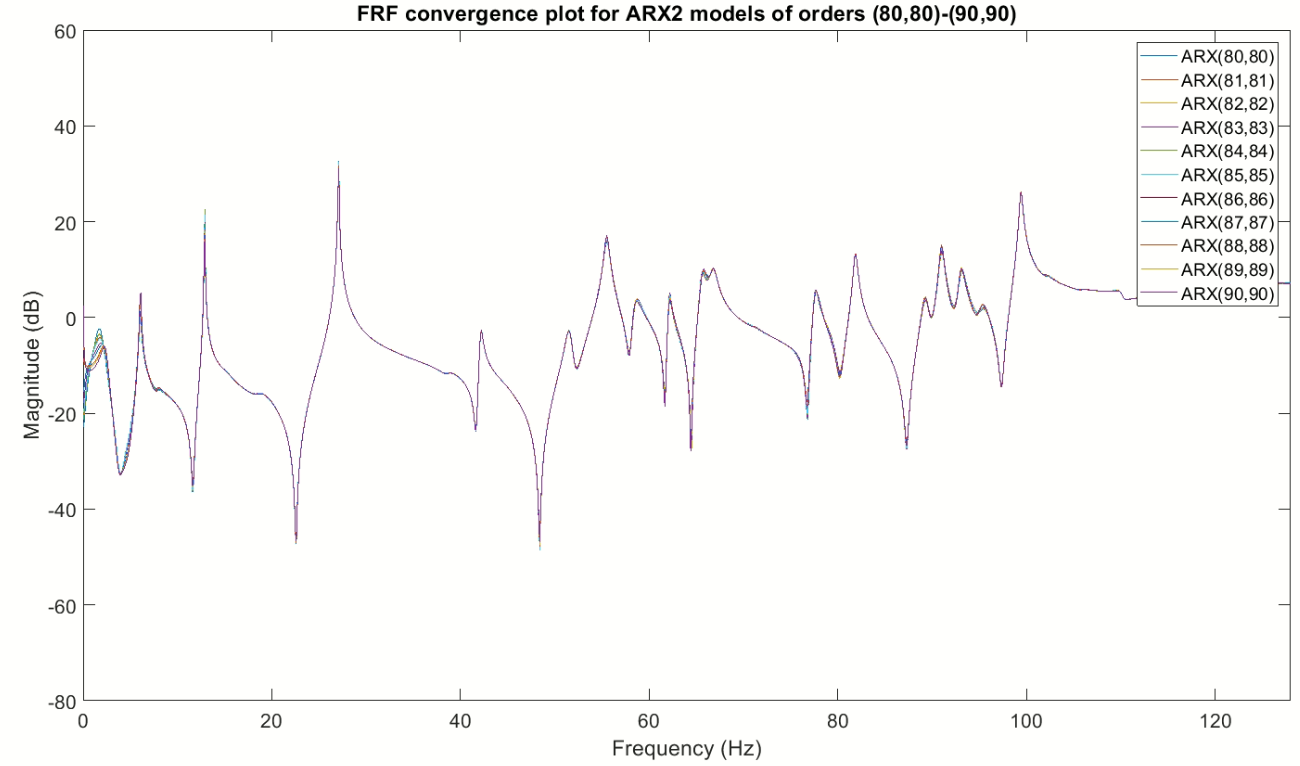 FRF convergence plot for ARX2 models of orders (80,80)-(90,90)
60
40
20
0
-20
-40
-60
-80
Magnitude (dB)
ARX(80,80)
ARX(81,81)
ARX(82,82)
ARX(83,83)
ARX(84,84)
ARX(85,85)
ARX(86,86)
ARX(87,87)
ARX(88,88)
ARX(89,89)
ARX(90,90)
0 20 40 60 80 100 120
Frequency (Hz)